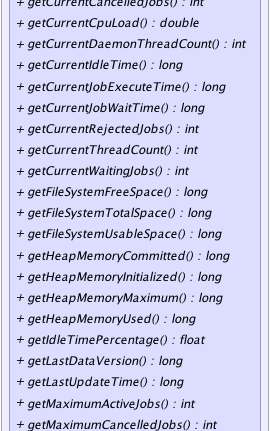 + getCurrentCancelledJobs() : int
+ getCurrentCpuLoad() : double
+ getCurrentDaemonThreadCount() : int
+ getCurrentIdleTime() : long
+ getCurrentJobExecuteTime() : long
+ getCurrentJobWaitTime() : long
+ getCurrentRejectedJobs() : int
+ getCurrentThreadCount() : int
+ getCurrentWaitingJobs() : int
+ getFileSystemFreeSpace() : long
+ getFileSystemTotalSpace() : long
+ getFileSystemUsableSpace() : long
+ getHeapMemoryCommitted() : long
+ getHeapMemoryInitialized() : long
+ getHeapMemoryMaximum() : long
+ getHeapMemoryUsed() : long
+ getIdleTimePercentage() : float
+ getLastDataVersion() : long
+ getLastUpdateTime() : long
+ getMaximumActiveJobs() : int
+ getMaximumCancelledJobs() : int